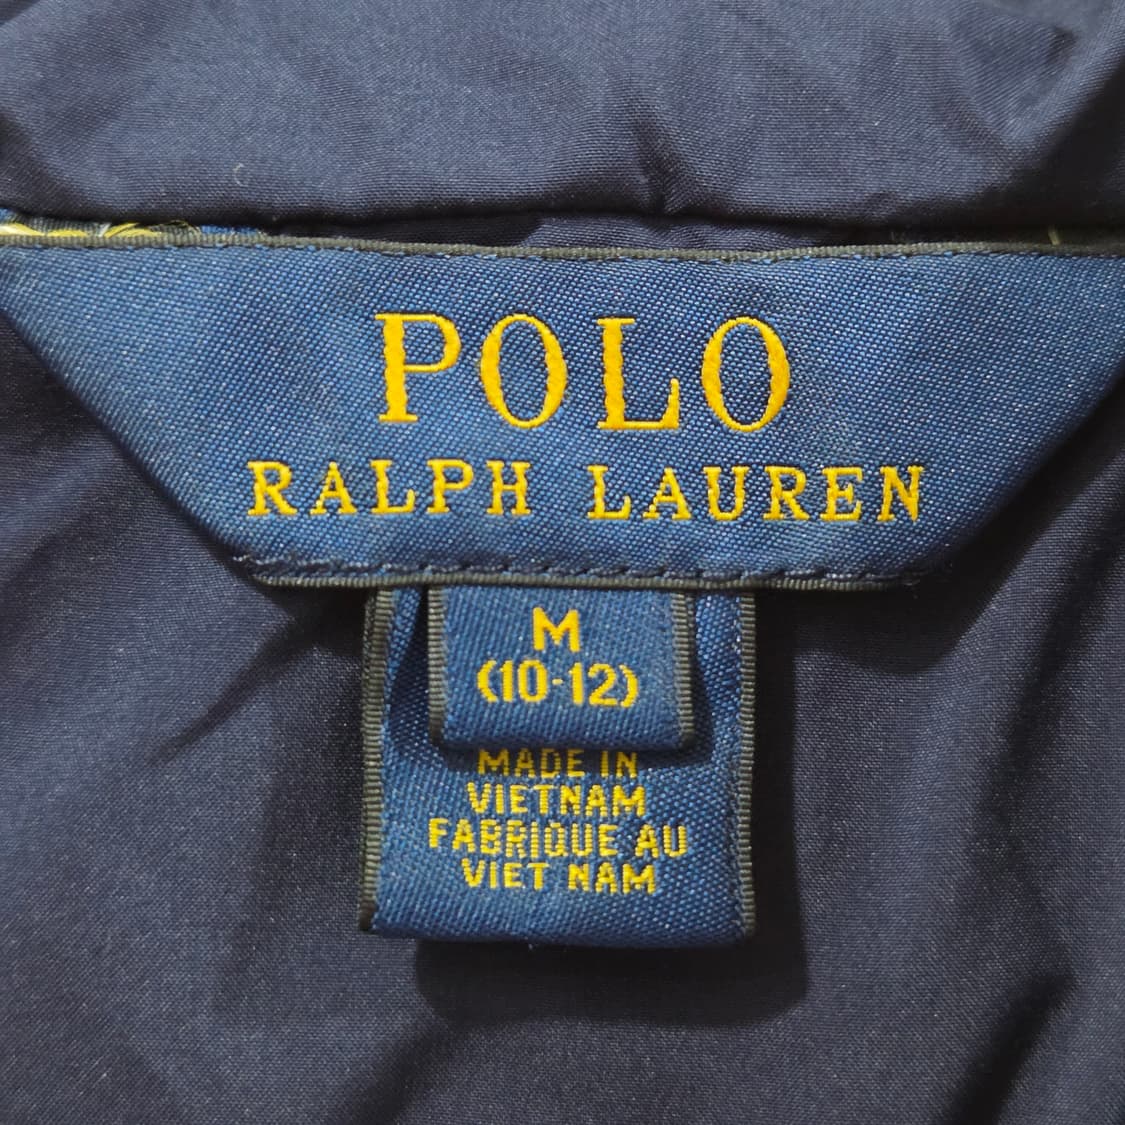 POLO
RALPH LAUREN
M
(10-12)
MADE IN
VIETNAM
FABRIQUE AU
VIET NAM